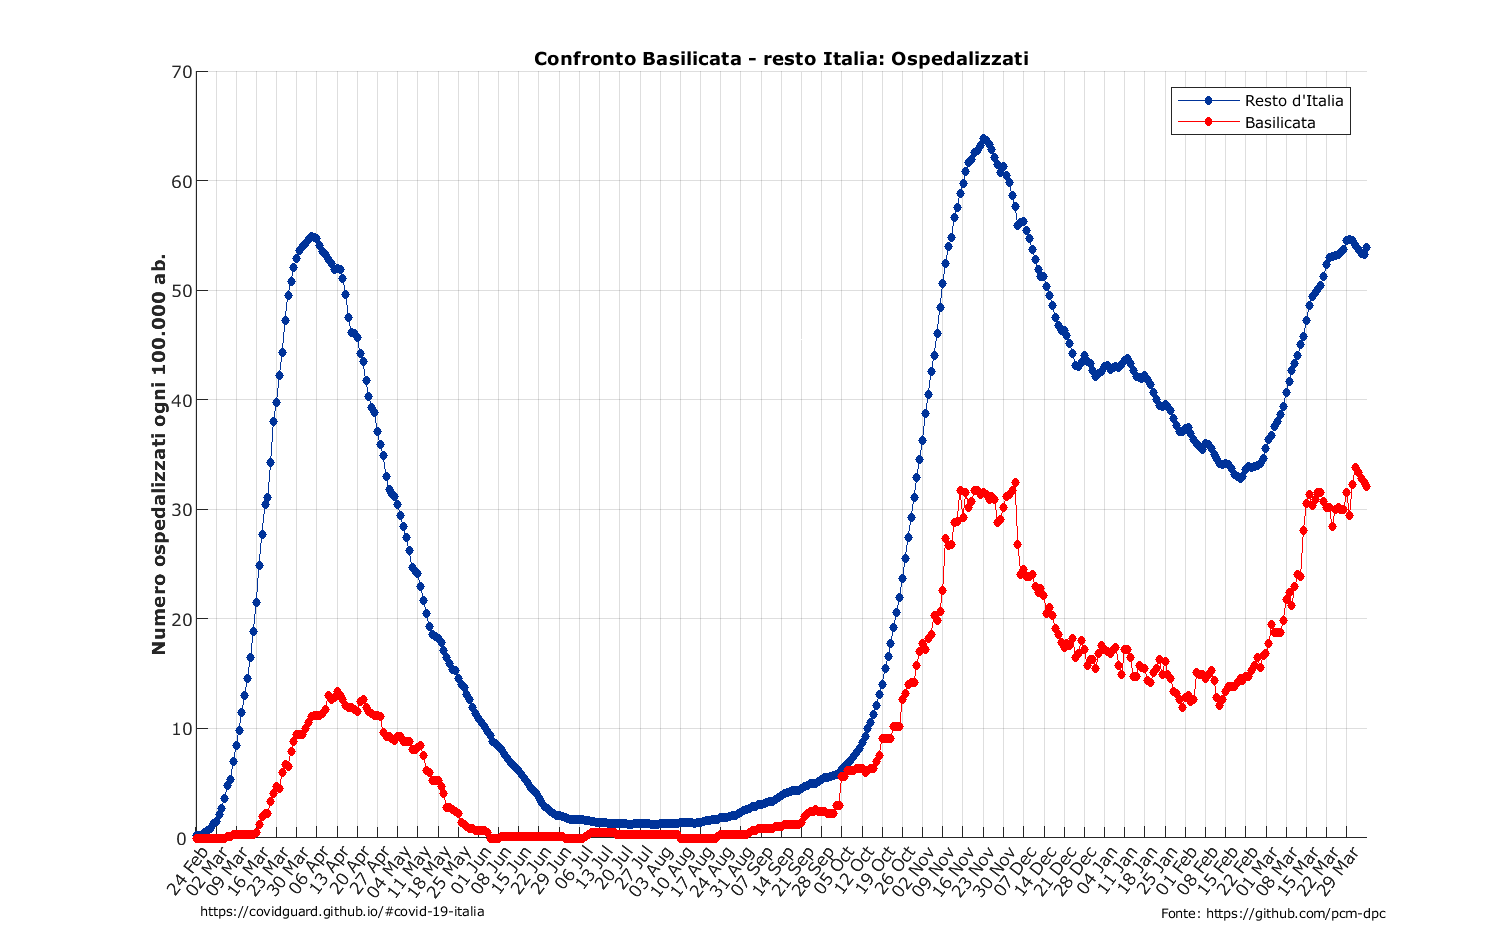 Confronto Basilicata - resto Italia: Ospedalizzati
Numero ospedalizzati ogni 100.000 ab.
70
60
50
40
30
20
10
0
Resto d'Italia
Basilicata
24 Feb
02 Mar
09 Mar
16 Mar
23 Mar
30 Mar
06 Apr
13 Apr
20 Apr
27 Apr
04 May
11 May
18 May
25 May
01 Jun
08 Jun
15 Jun
22 Jun
29 Jun
06 Jul
13 Jul
20 Jul
27 Jul
03 Aug
10 Aug
17 Aug
24 Aug
31 Aug
07 Sep
14 Sep
21 Sep
28 Sep
05 Oct
12 Oct
19 Oct
26 Oct
02 Nov
09 Nov
16 Nov
23 Nov
30 Nov
07 Dec
14 Dec
21 Dec
28 Dec
04 Jan
11 Jan
18 Jan
25 Jan
01 Feb
08 Feb
15 Feb
22 Feb
01 Mar
08 Mar
15 Mar
22 Mar
29 Mar
https://covidguard.github.io/#covid-19-italia
Fonte: https://github.com/pcm-dpc